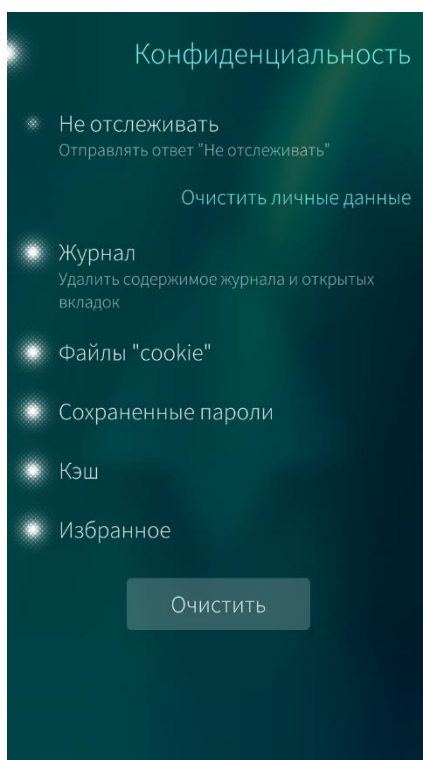 Конфиденциальность
Не отслеживать
Отправлять ответ "Не отслеживать"
Очистить личные данные
Журнал
Удалить содержимое журнала и открытых
вкладок
Файлы "cookie"
Сохраненные пароли
Кэш
Избранное
Очистить